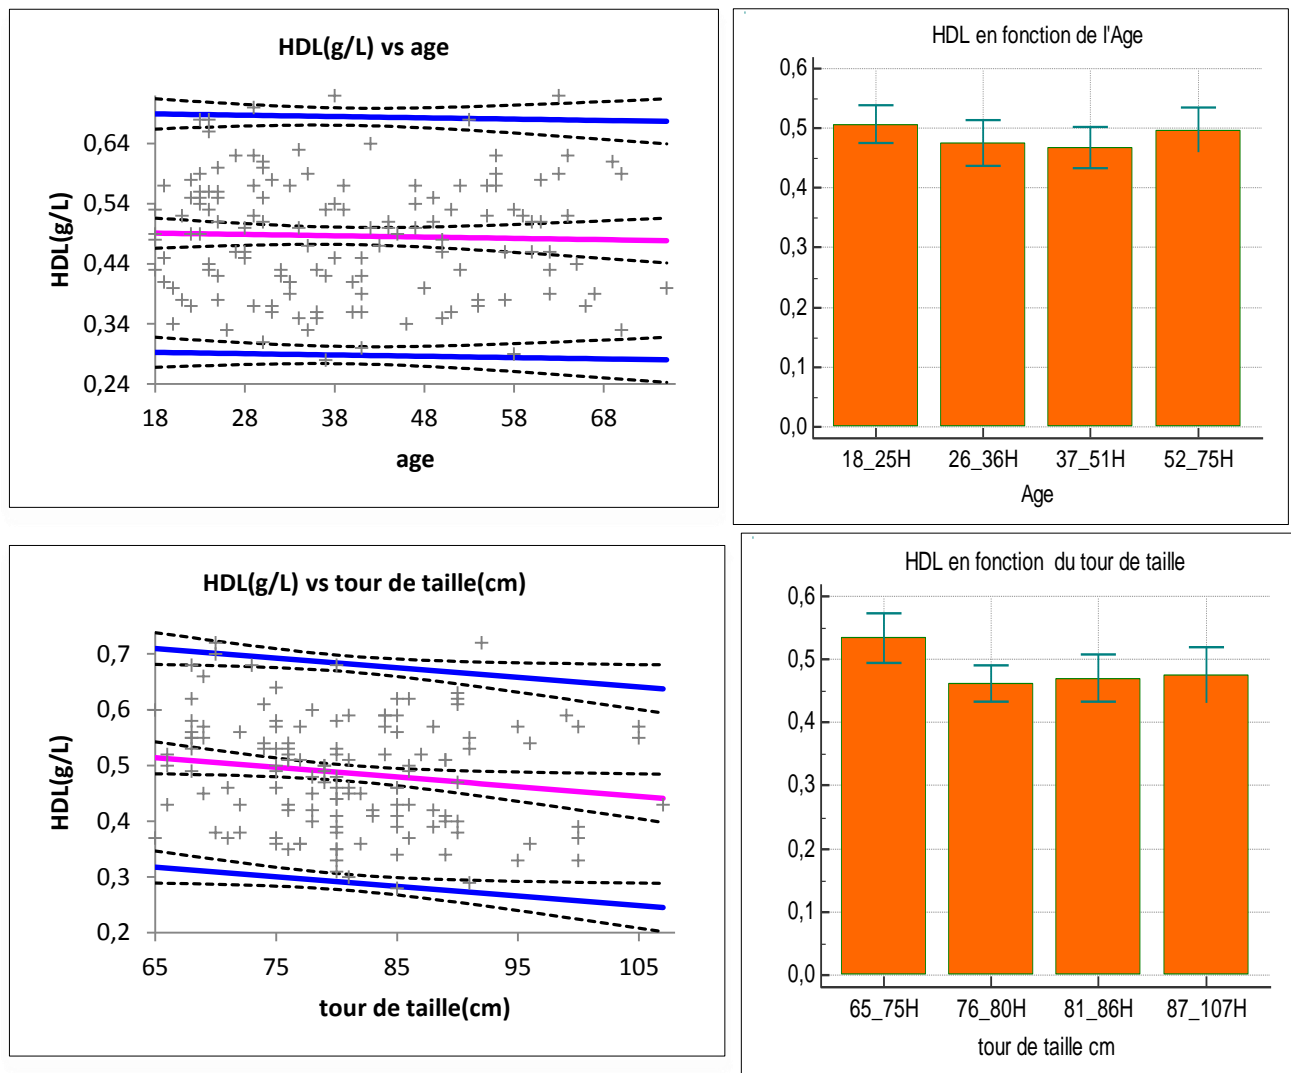 HDL(g/L) vs age
HDL(g/L)
0,64
0,54
0,44
0,34
0,24
18 28 38 48 58 68
age
HDL en fonction de l'Age
0,6
0,5
0,4
0,3
0,2
0,1
0,0
18_25H 26_36H 37_51H 52_75H
Age
HDL(g/L) vs tour de taille(cm)
HDL(g/L)
0,7
0,6
0,5
0,4
0,3
0,2
65 75 85 95 105
tour de taille(cm)
HDL en fonction du tour de taille
0,6
0,5
0,4
0,3
0,2
0,1
0,0
65_75H 76_80H 81_86H 87_107H
tour de taille cm